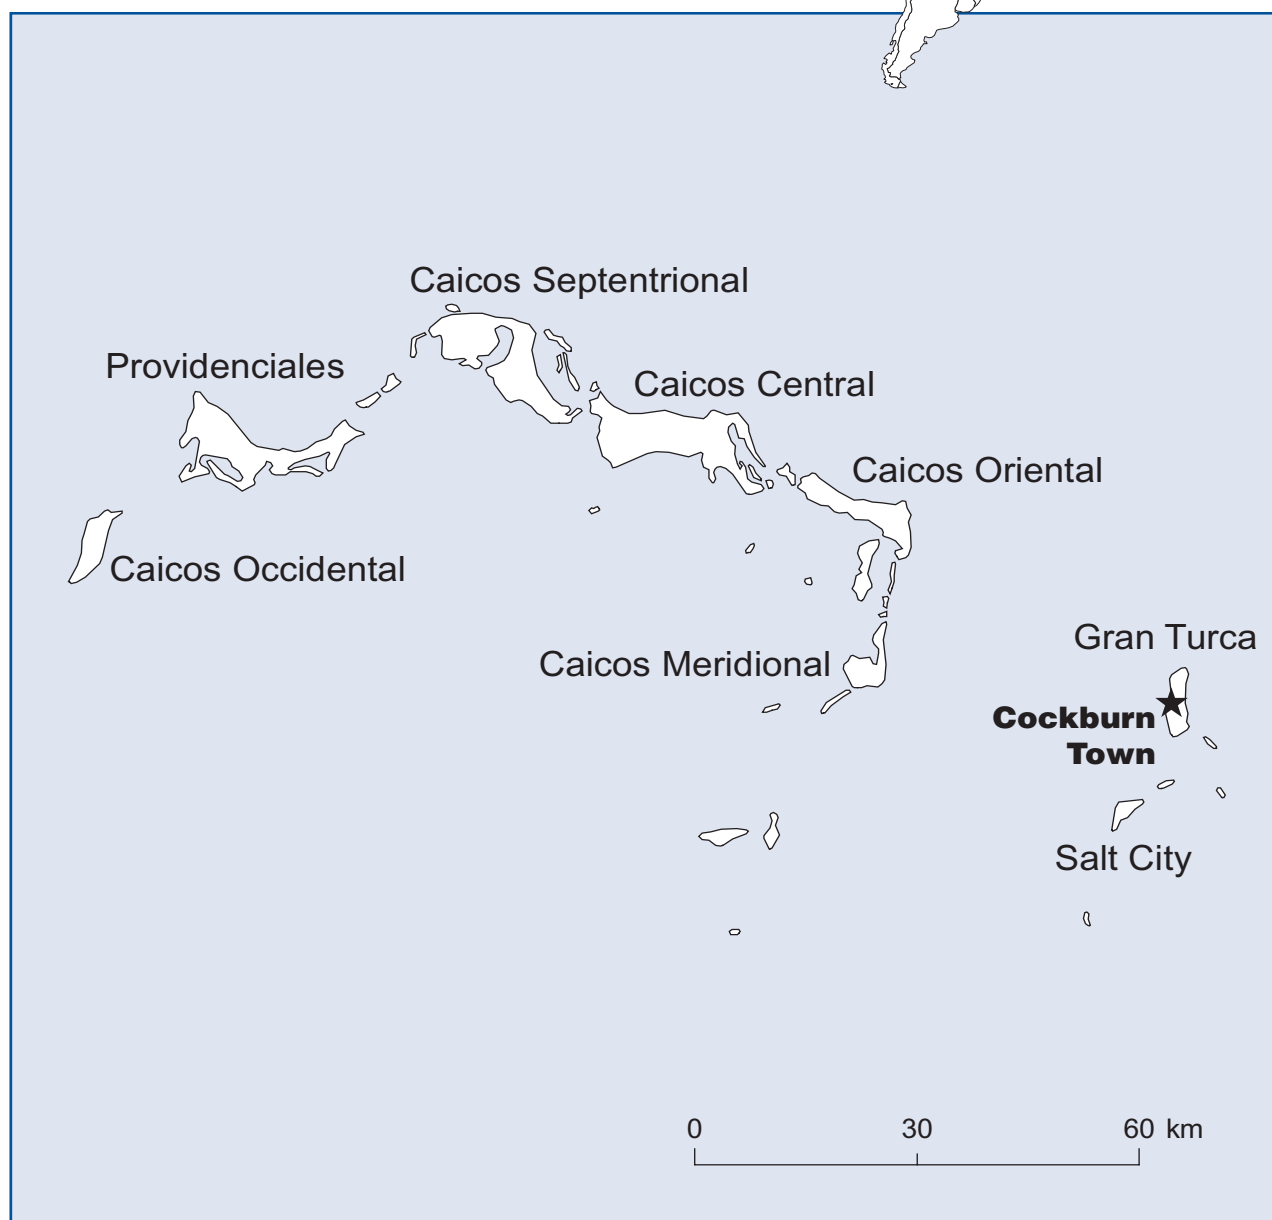 Caicos Septentrional
Providenciales
Caicos Central
Caicos Oriental
Caicos Occidental
Gran Turca
Caicos Meridional
Cockburn
Town
Salt City
0 30 60 km